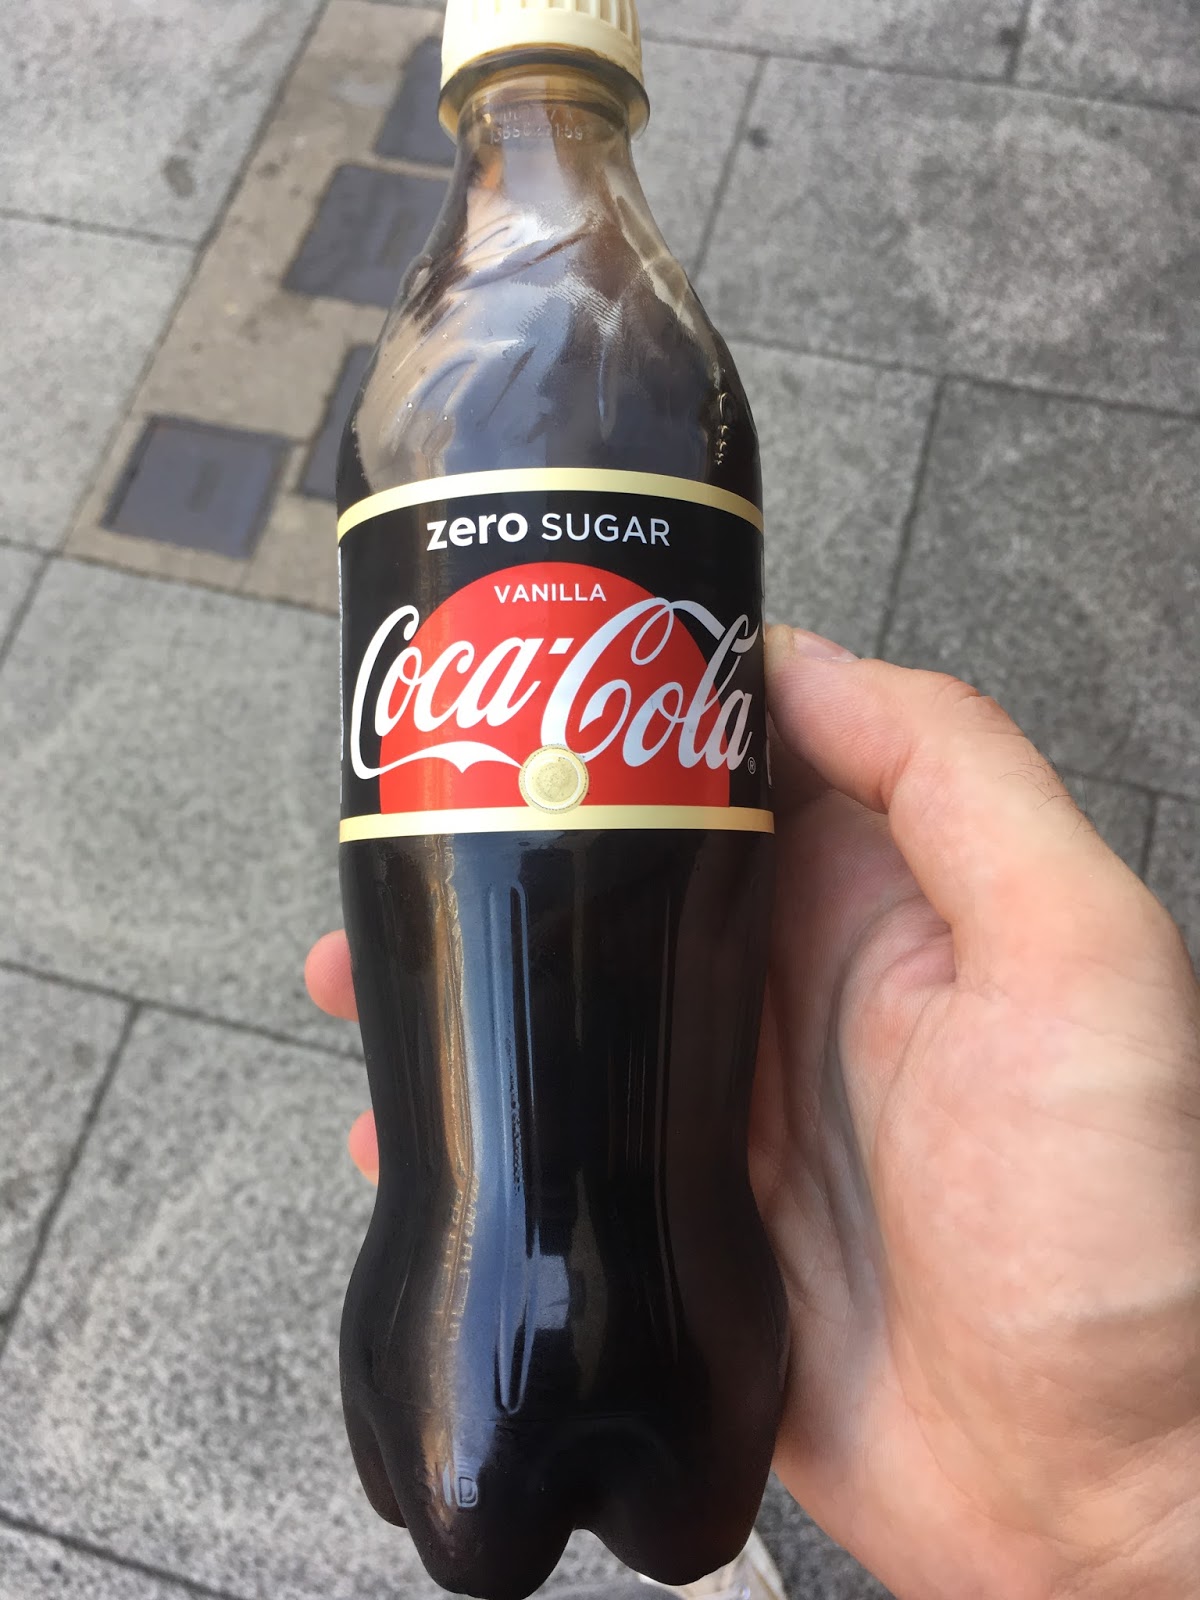 zero SUGAR
VANILLA
Coca-Cola®